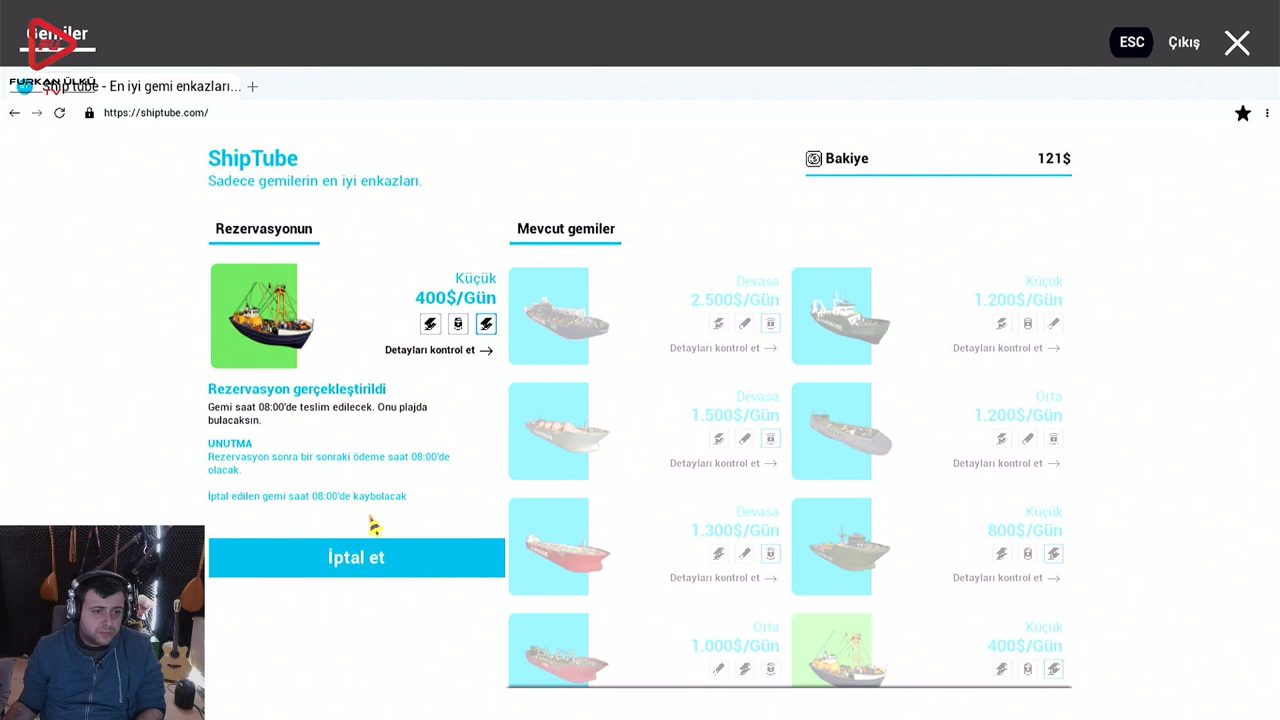 Gemiler
ESC
Çıkış
FURKAN ÜLKÜ
TV
Ship tube - En iyi gemi enkazları...
https://shiptube.com/
ShipTube
Sadece gemilerin en iyi enkazları.
Bakiye
121$
Rezervasyonun
Mevcut gemiler
Küçük
400$/Gün
Detayları kontrol et
Rezervasyon gerçekleştirildi
Gemi saat 08:00'de teslim edilecek. Onu plajda
bulacaksın.
UNUTMA
Rezervasyon sonra bir sonraki ödeme saat 08:00'de
olacak.
İptal edilen gemi saat 08:00'de kaybolacak
İptal et
Devasa
2.500$/Gün
Detayları kontrol et
Küçük
1.200$/Gün
Detayları kontrol et
Devasa
1.500$/Gün
Detayları kontrol et
Orta
1.200$/Gün
Detayları kontrol et
Devasa
1.300$/Gün
Detayları kontrol et
Küçük
800$/Gün
Detayları kontrol et
Orta
1.000$/Gün
Küçük
400$/Gün